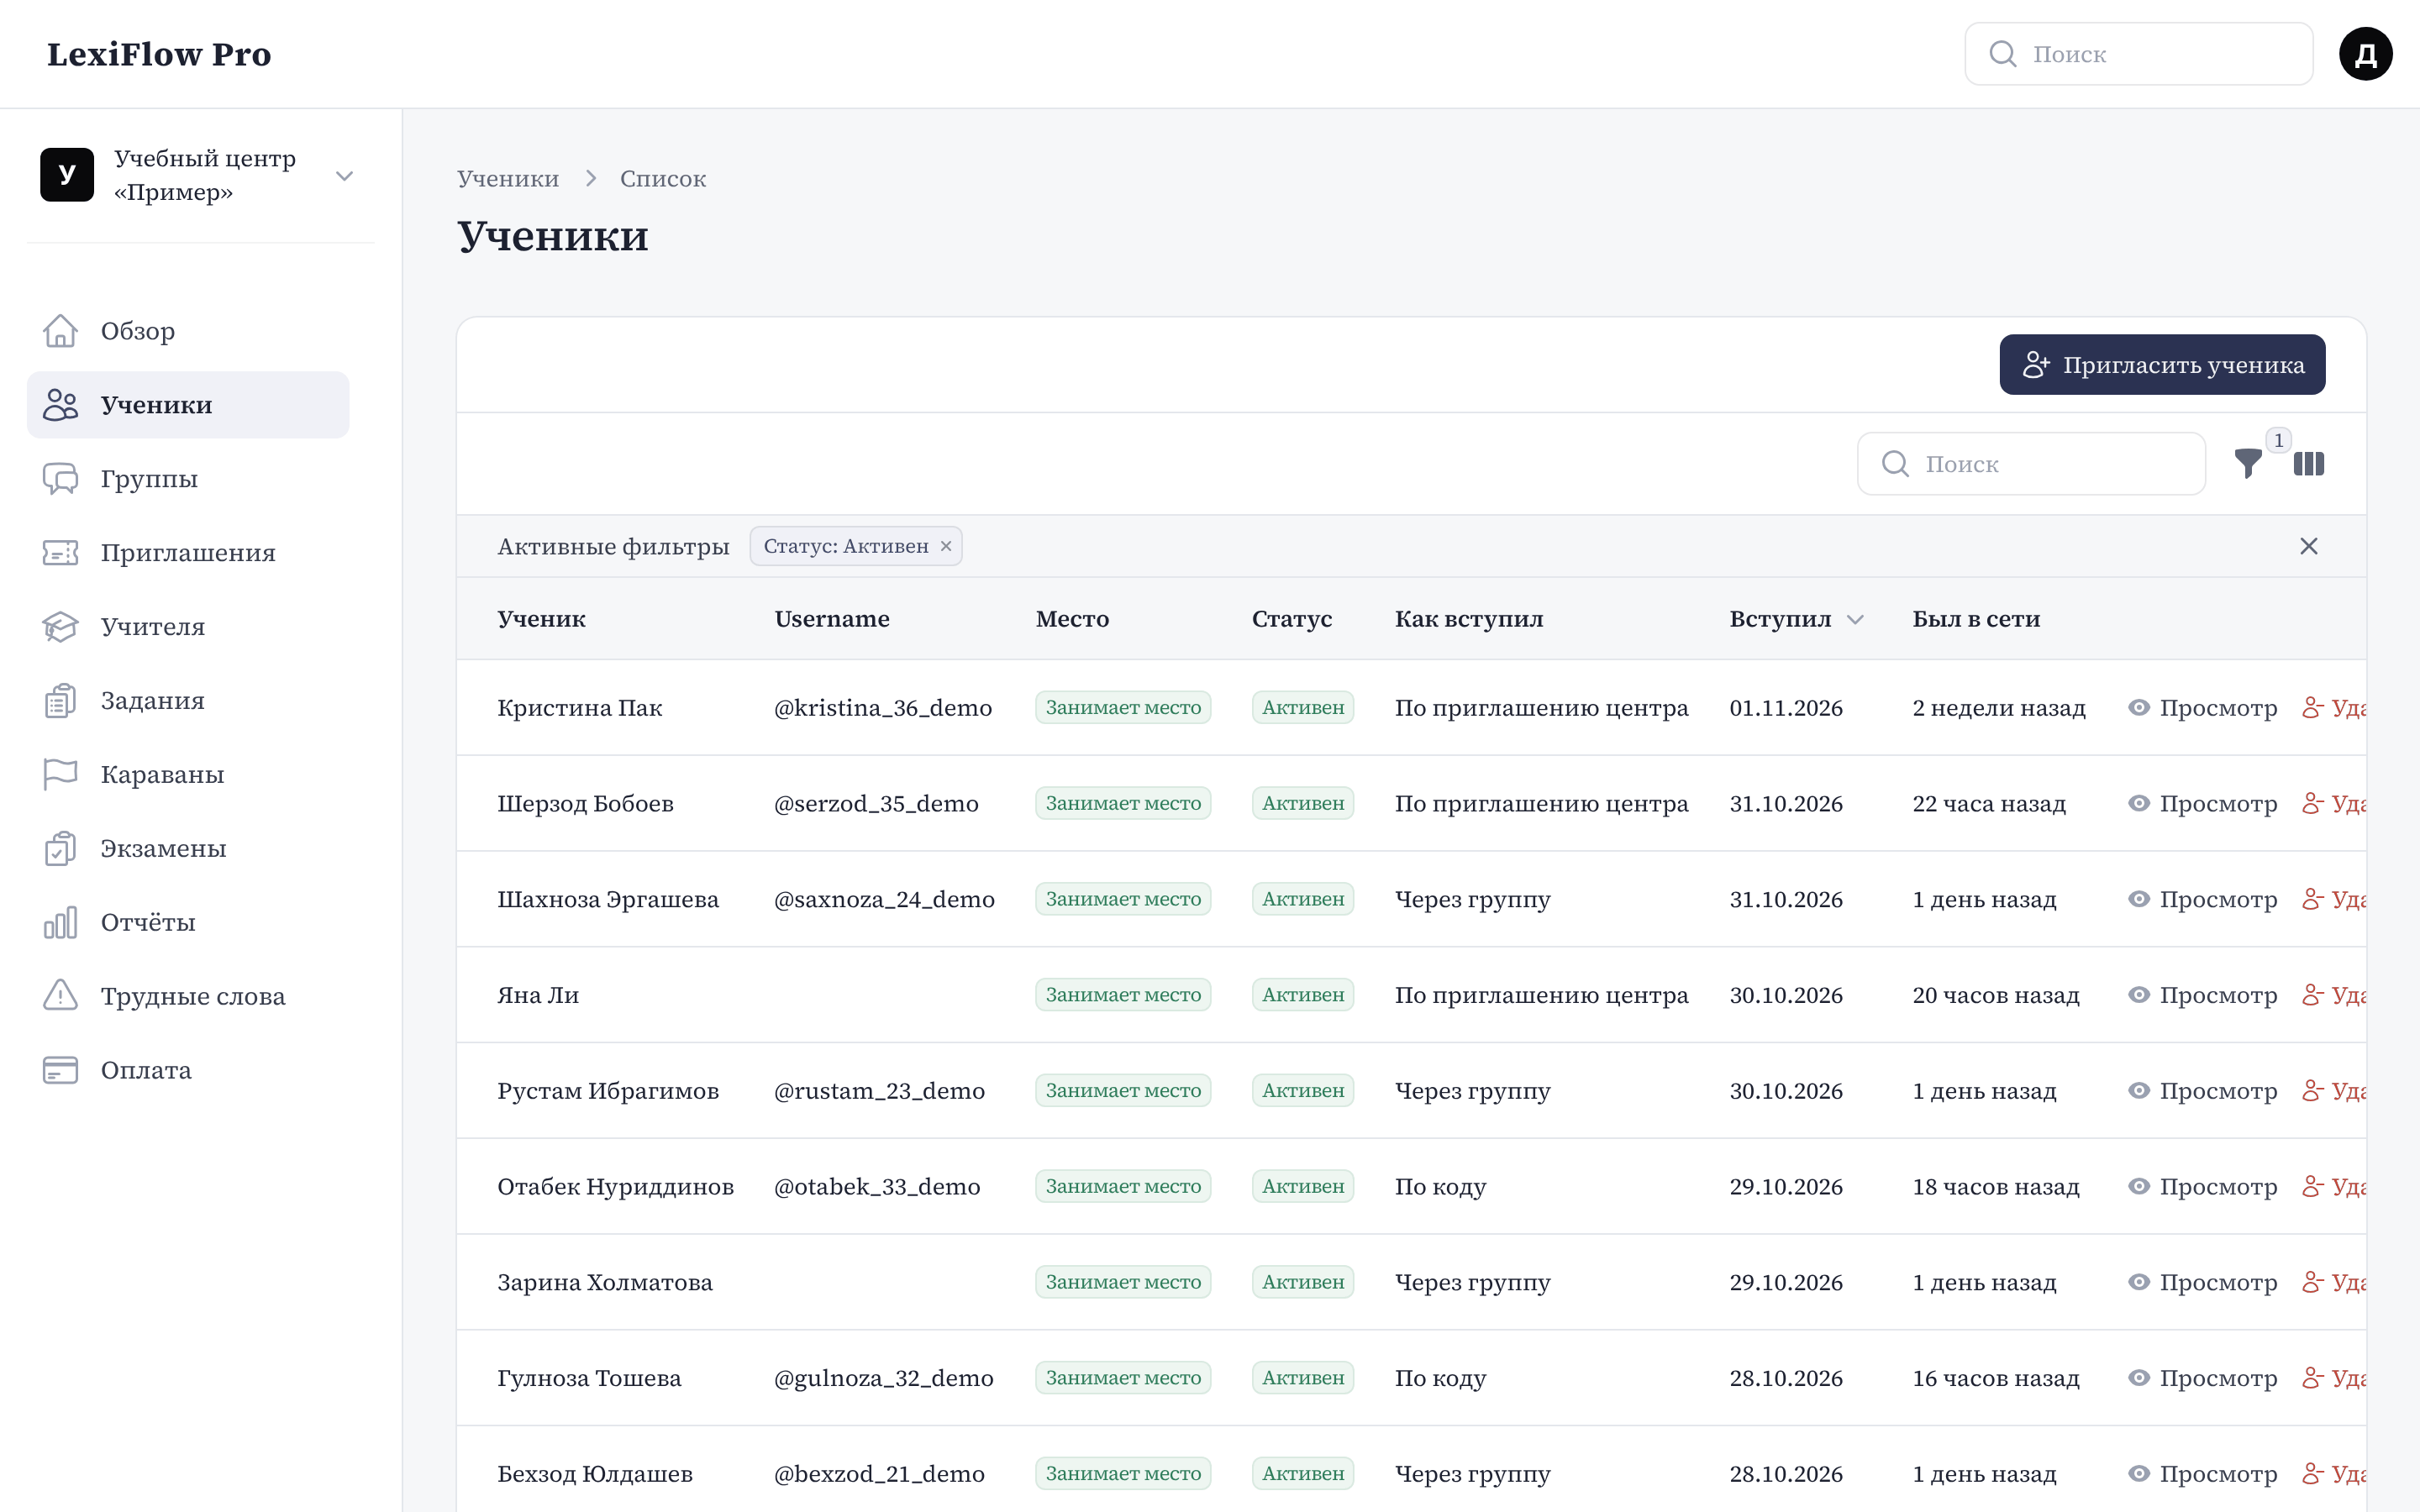 LexiFlow Pro
Поиск
Д
У
Учебный центр
«Пример»
Обзор
Ученики
Группы
Приглашения
Учителя
Задания
Караваны
Экзамены
Отчёты
Трудные слова
Оплата
Ученики Список
Ученики
Пригласить ученика
Поиск
1
Активные фильтры Статус: Активен
Ученик Username Место Статус Как вступил Вступил Был в сети
Кристина Пак @kristina_36_demo Занимает место Активен По приглашению центра 01.11.2026 2 недели назад Просмотр Уда
Шерзод Бобоев @serzod_35_demo Занимает место Активен По приглашению центра 31.10.2026 22 часа назад Просмотр Уда
Шахноза Эргашева @saxnoza_24_demo Занимает место Активен Через группу 31.10.2026 1 день назад Просмотр Уда
Яна Ли Занимает место Активен По приглашению центра 30.10.2026 20 часов назад Просмотр Уда
Рустам Ибрагимов @rustam_23_demo Занимает место Активен Через группу 30.10.2026 1 день назад Просмотр Уда
Отабек Нуриддинов @otabek_33_demo Занимает место Активен По коду 29.10.2026 18 часов назад Просмотр Уда
Зарина Холматова Занимает место Активен Через группу 29.10.2026 1 день назад Просмотр Уда
Гулноза Тошева @gulnoza_32_demo Занимает место Активен По коду 28.10.2026 16 часов назад Просмотр Уда
Бехзод Юлдашев @bexzod_21_demo Занимает место Активен Через группу 28.10.2026 1 день назад Просмотр Уда